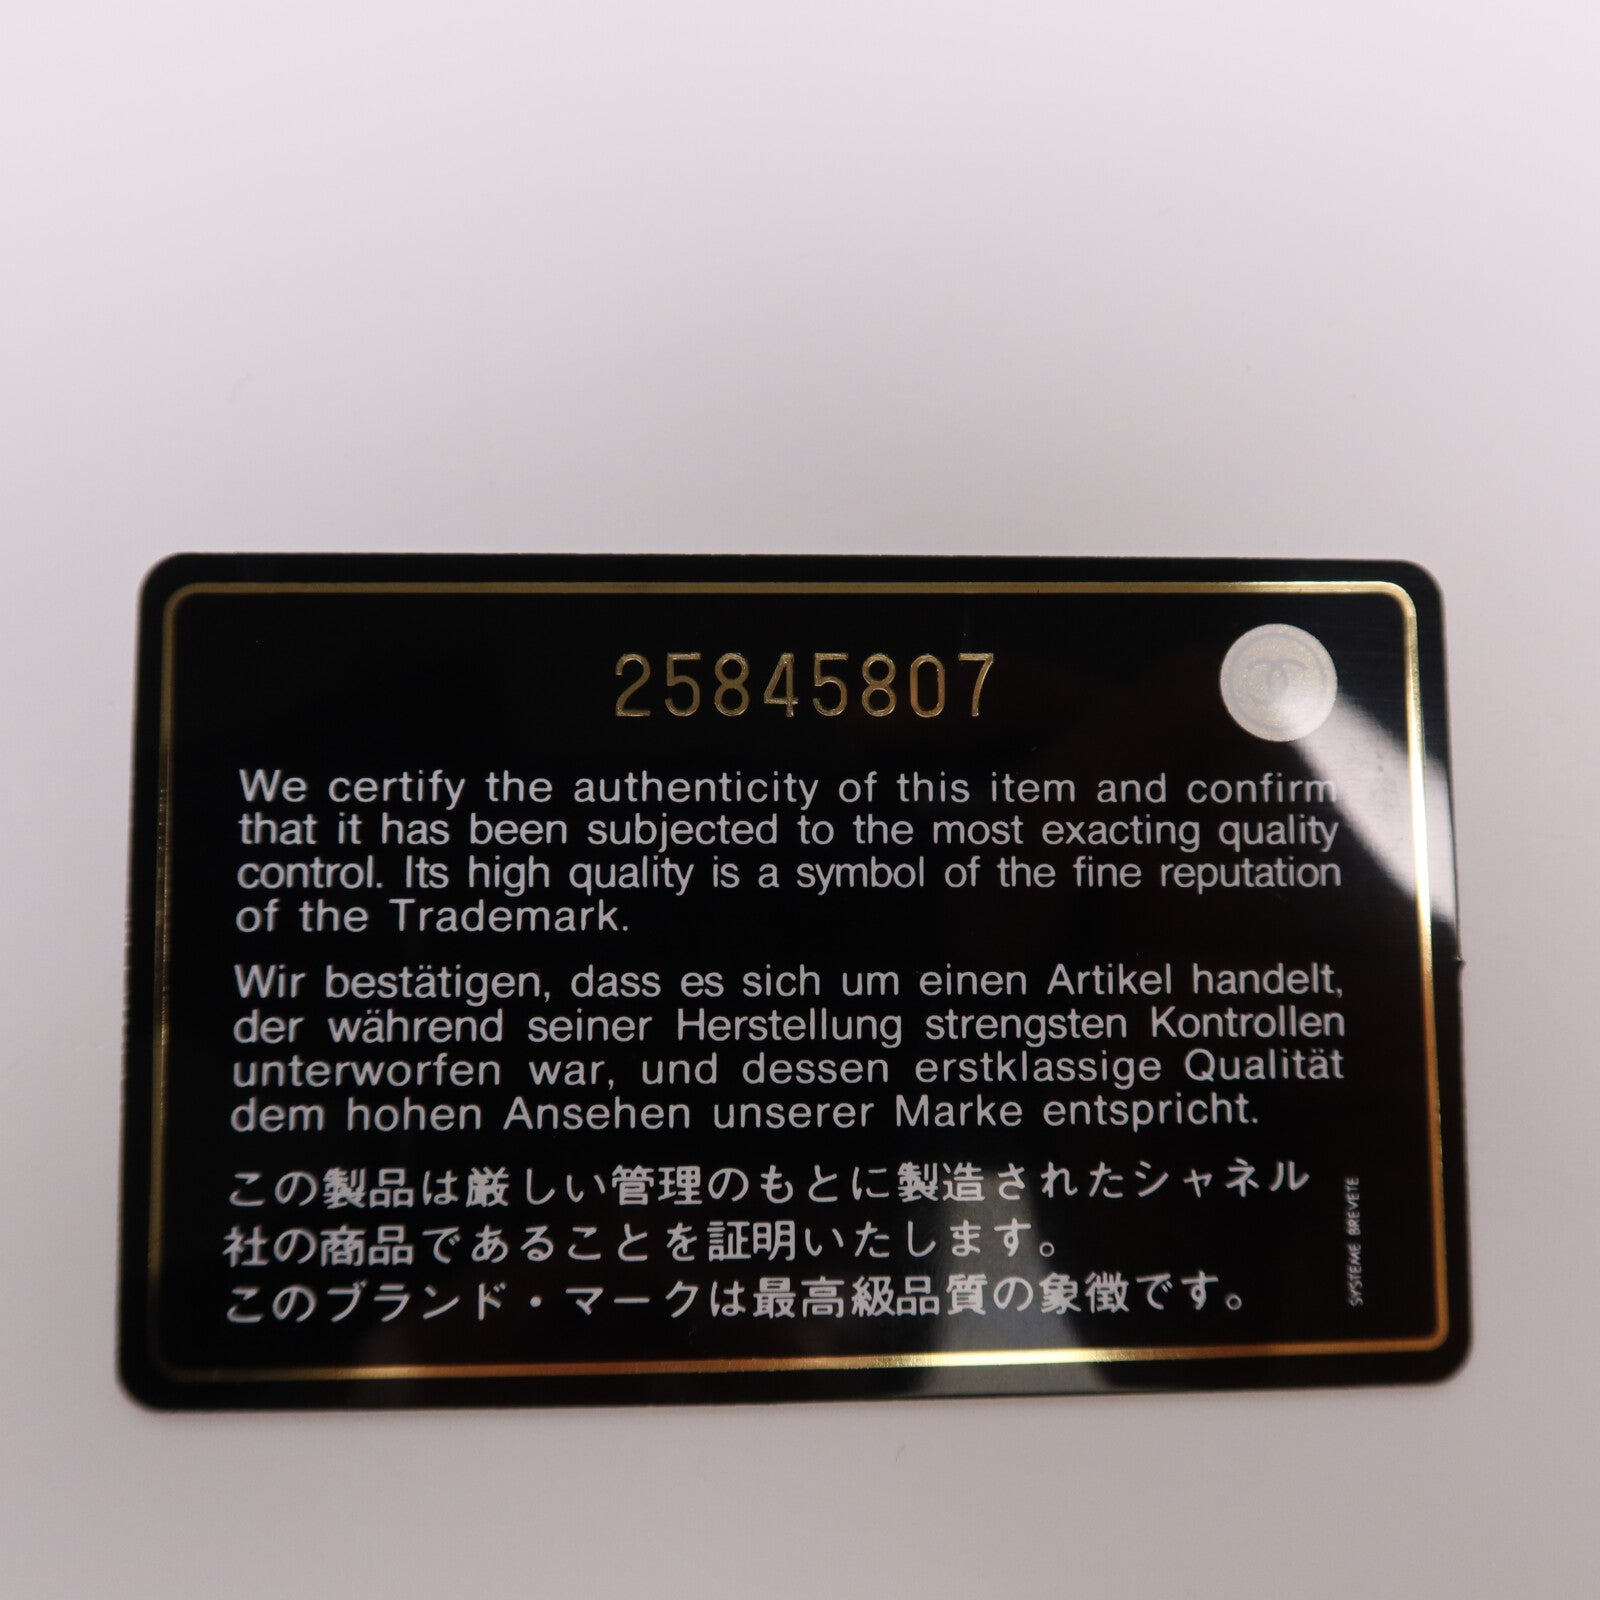 25845807
We certify the authenticity of this item and confirm
that it has been subjected to the most exacting quality
control. Its high quality is a symbol of the fine reputation
of the Trademark.
Wir bestätigen, dass es sich um einen Artikel handelt,
der während seiner Herstellung strengsten Kontrollen
unterworfen war, und dessen erstklassige Qualität
dem hohen Ansehen unserer Marke entspricht.
この製品は厳しい管理のもとに製造されたシャネル
社の商品であることを証明いたします。
このブランド・マークは最高級品質の象徴です。
SYSTEME BREVETE